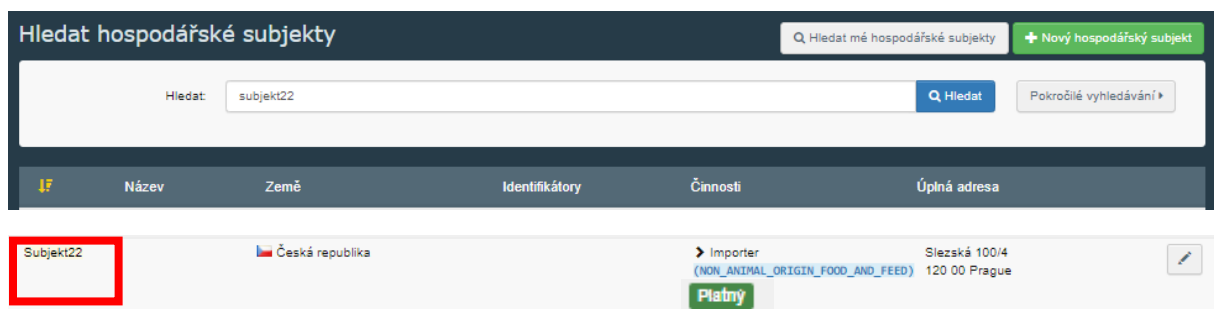 Hledat hospodářské subjekty
Hledat mé hospodářské subjekty
Nový hospodářský subjekt
Hledat:
subjekt22
Hledat
Pokročilé vyhledávání
Název Země Identifikátory Činnosti Úplná adresa
Subjekt22 Česká republika Importer Slezská 100/4
(NON_ANIMAL_ORIGIN_FOOD_AND_FEED) 120 00 Prague
Platný